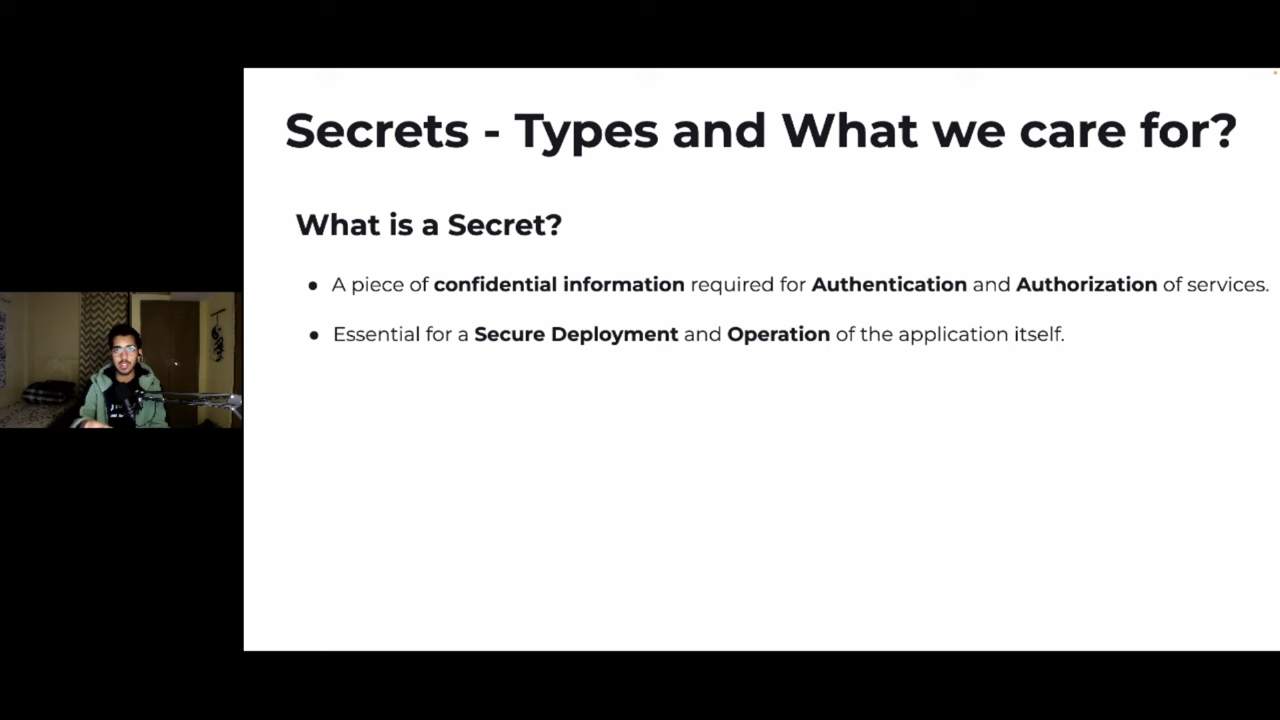 Secrets - Types and What we care for?
What is a Secret?
● A piece of confidential information required for Authentication and Authorization of services.
● Essential for a Secure Deployment and Operation of the application itself.